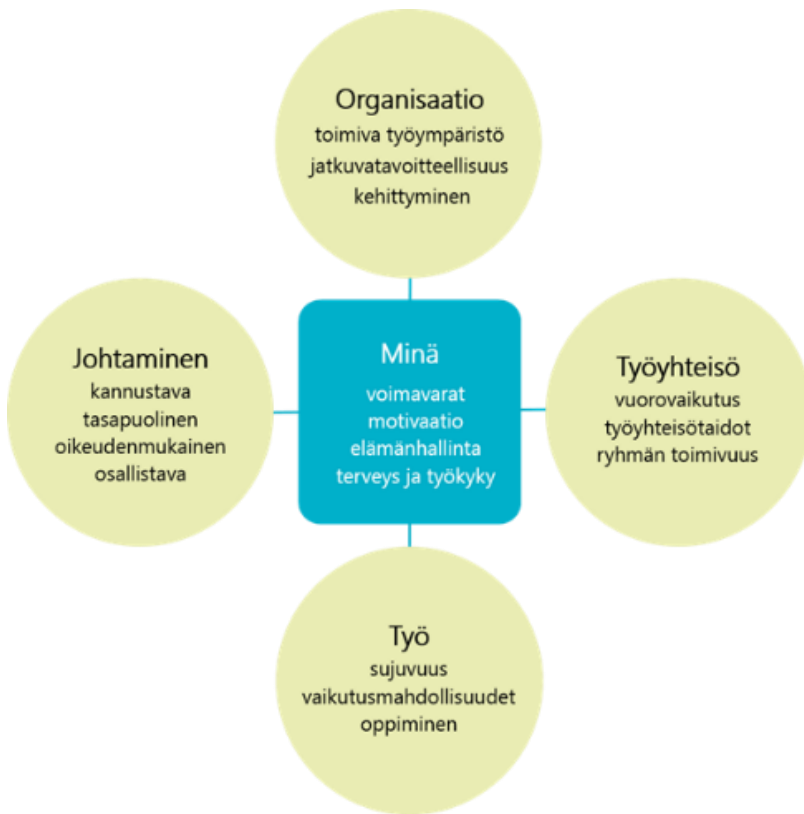 Organisaatio
toimiva työympäristö
jatkuvatavoitteellisuus
kehittyminen
Johtaminen
kannustava
tasapuolinen
oikeudenmukainen
osallistava
Minä
voimavarat
motivaatio
elämänhallinta
terveys ja työkyky
Työyhteisö
vuorovaikutus
työyhteisötaidot
ryhmän toimivuus
Työ
sujuvuus
vaikutusmahdollisuudet
oppiminen